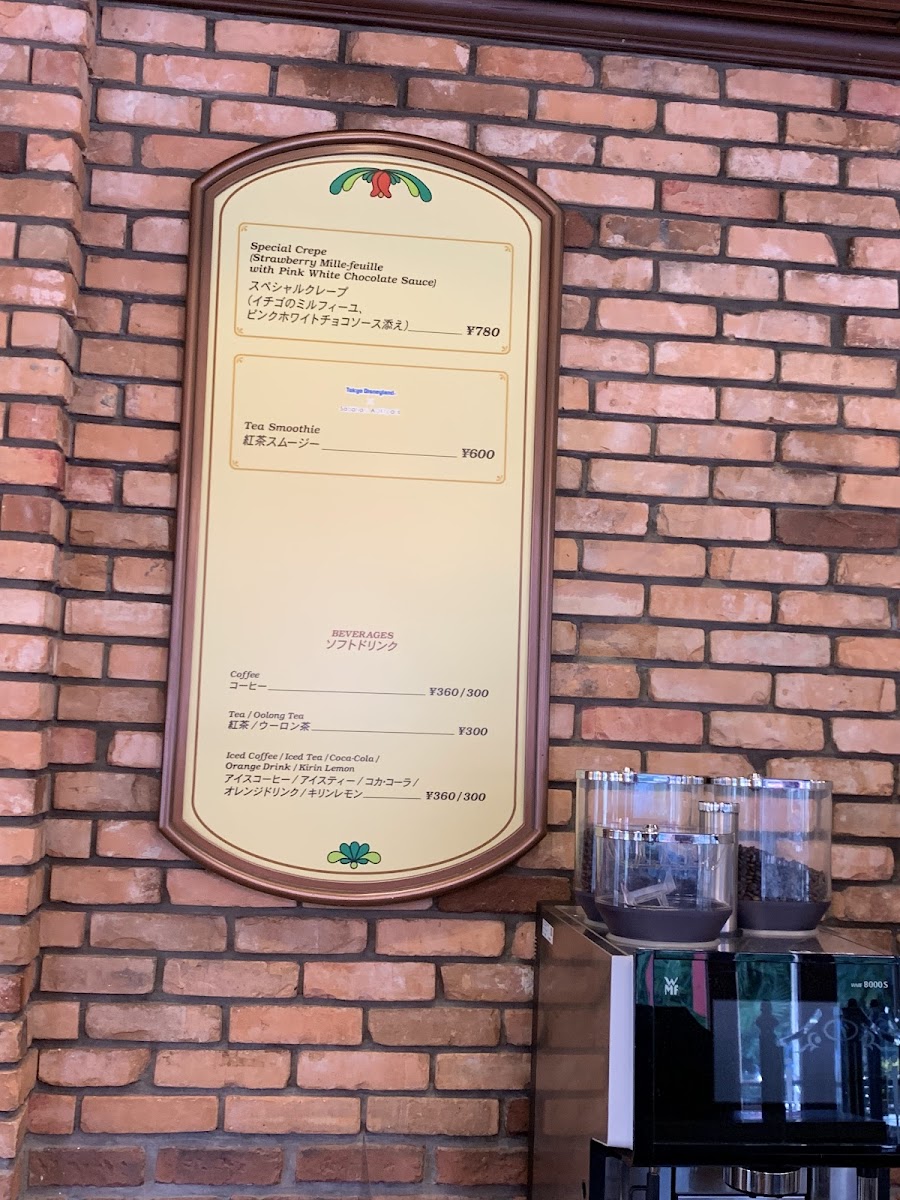 Special Crepe
(Strawberry Mille-feuille
with Pink White Chocolate Sauce)
スペシャルクレープ
(イチゴのミルフィーユ、
ピンクホワイトチョコソース添え) ¥780
Tokyo Disneyland
Tea Smoothie
紅茶スムージー ¥600
BEVERAGES
ソフトドリンク
Coffee
コーヒー ¥360/300
Tea / Oolong Tea
紅茶 / ウーロン茶 ¥300
Iced Coffee / Iced Tea / Coca-Cola /
Orange Drink / Kirin Lemon
アイスコーヒー / アイスティー / コカ・コーラ /
オレンジドリンク / キリンレモン ¥360/300
WMF
WMF 8000S